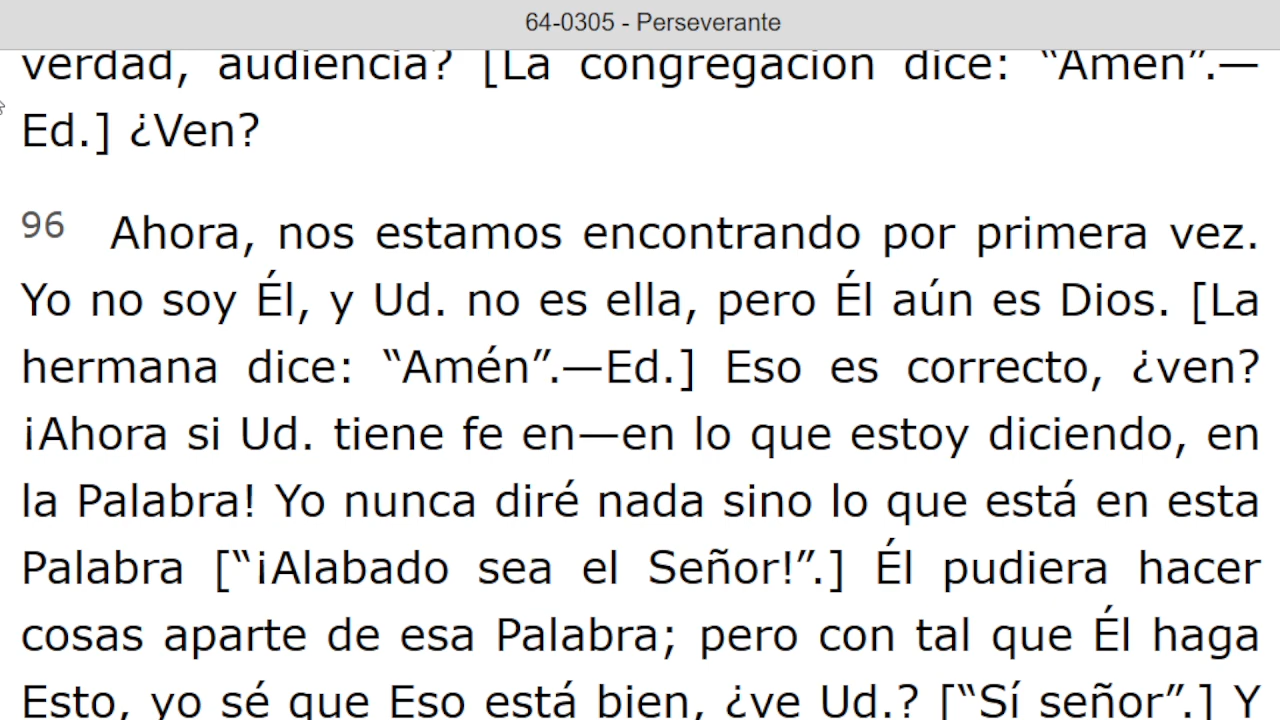 64-0305 - Perseverante
verdad, audiencia? [La congregación dice: “Amén”.—
Ed.] ¿Ven?
96 Ahora, nos estamos encontrando por primera vez.
Yo no soy Él, y Ud. no es ella, pero Él aún es Dios. [La
hermana dice: “Amén”.—Ed.] Eso es correcto, ¿ven?
¡Ahora si Ud. tiene fe en—en lo que estoy diciendo, en
la Palabra! Yo nunca diré nada sino lo que está en esta
Palabra [“¡Alabado sea el Señor!”.] Él pudiera hacer
cosas aparte de esa Palabra; pero con tal que Él haga
Esto, yo sé que Eso está bien, ¿ve Ud.? [“Sí señor”.] Y